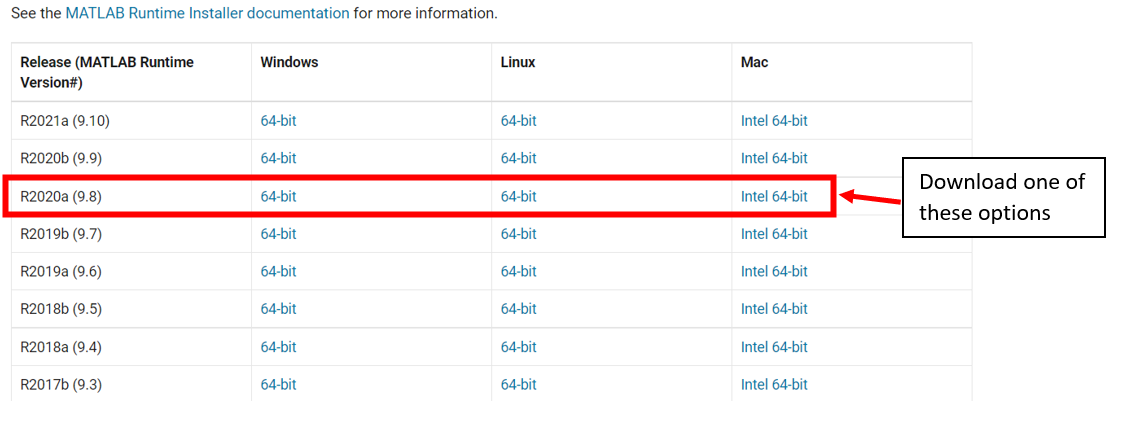 See the MATLAB Runtime Installer documentation for more information.
Release (MATLAB Runtime Version#) Windows Linux Mac
R2021a (9.10) 64-bit 64-bit Intel 64-bit
R2020b (9.9) 64-bit 64-bit Intel 64-bit
R2020a (9.8) 64-bit 64-bit Intel 64-bit
Download one of
these options
R2019b (9.7) 64-bit 64-bit Intel 64-bit
R2019a (9.6) 64-bit 64-bit Intel 64-bit
R2018b (9.5) 64-bit 64-bit Intel 64-bit
R2018a (9.4) 64-bit 64-bit Intel 64-bit
R2017b (9.3) 64-bit 64-bit Intel 64-bit